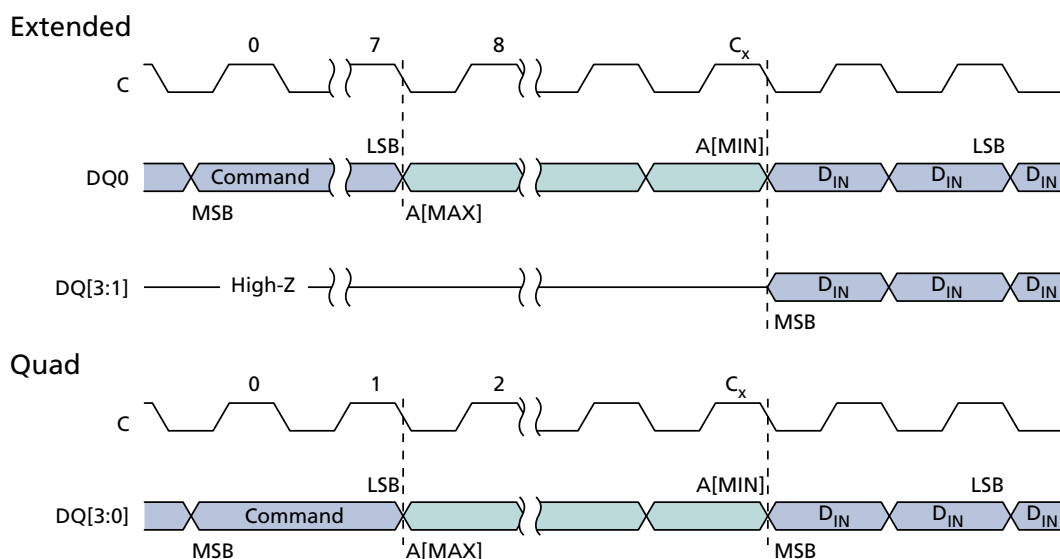 Extended
0 7 8 Cx
C
LSB A[MIN] LSB
DQ0 Command DIN DIN DIN
MSB A[MAX]
DQ[3:1] High-Z DIN DIN DIN
MSB
Quad
0 1 2 Cx
C
LSB A[MIN] LSB
DQ[3:0] Command DIN DIN DIN
MSB A[MAX] MSB